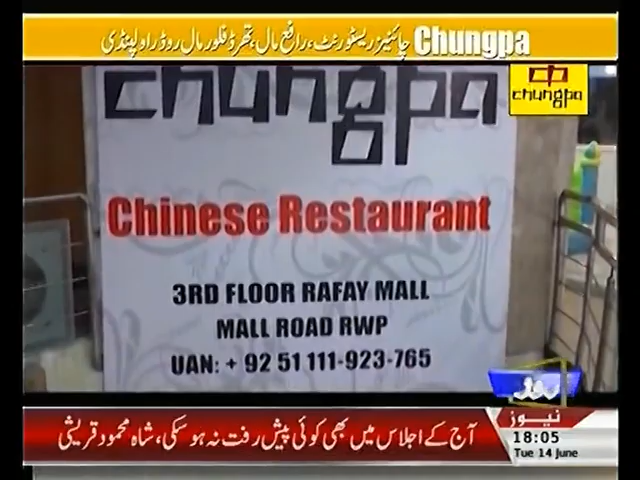 Chungpa چائنیز ریسٹورنٹ، رافع مال، تھرڈ فلور مال روڈ راولپنڈی
chungpa
chungpa
Chinese Restaurant
3RD FLOOR RAFAY MALL
MALL ROAD RWP
UAN: + 92 51 111-923-765
روز
نیوز
آج کے اجلاس میں بھی کوئی پیش رفت نہ ہو سکی، شاہ محمود قریشی
18:05
Tue 14 June